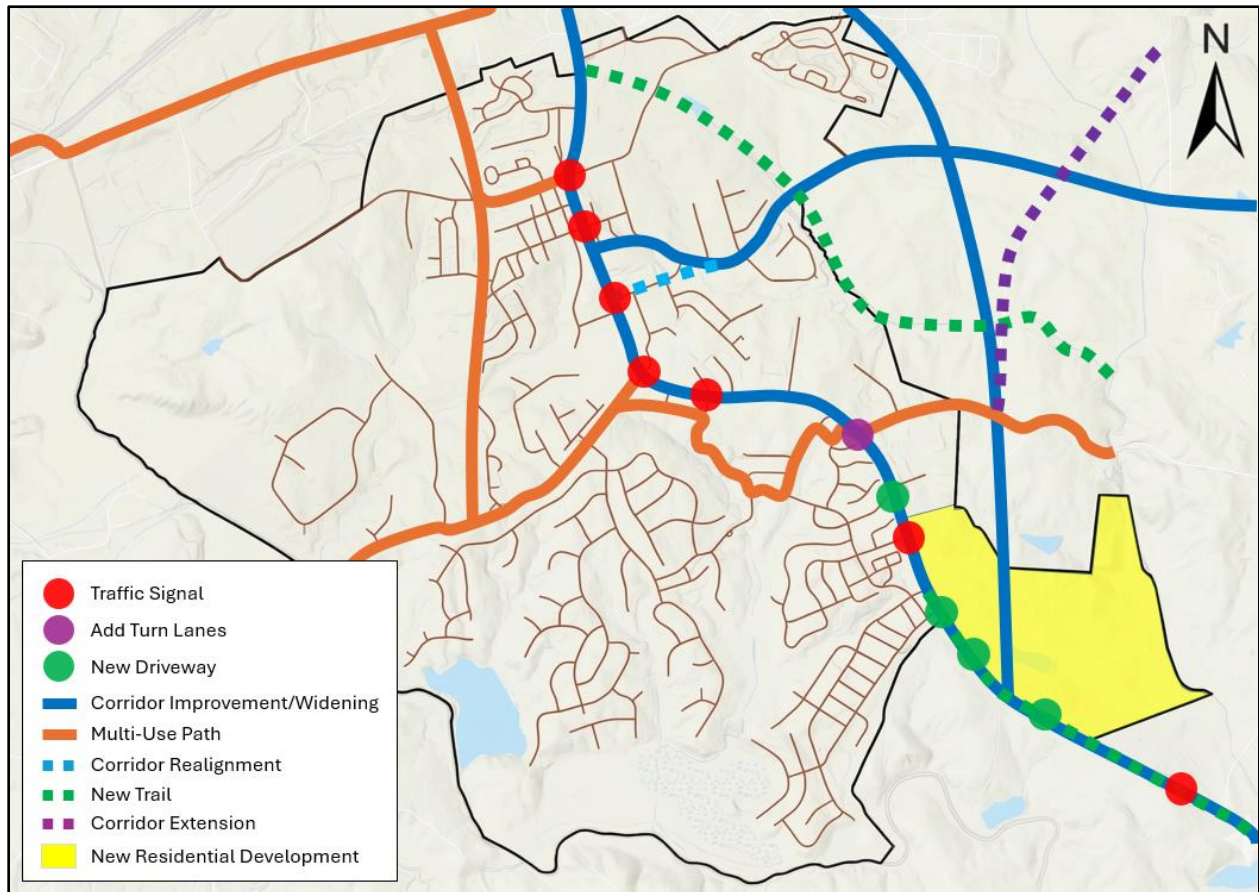 N
Traffic Signal
Add Turn Lanes
New Driveway
Corridor Improvement/Widening
Multi-Use Path
Corridor Realignment
New Trail
Corridor Extension
New Residential Development